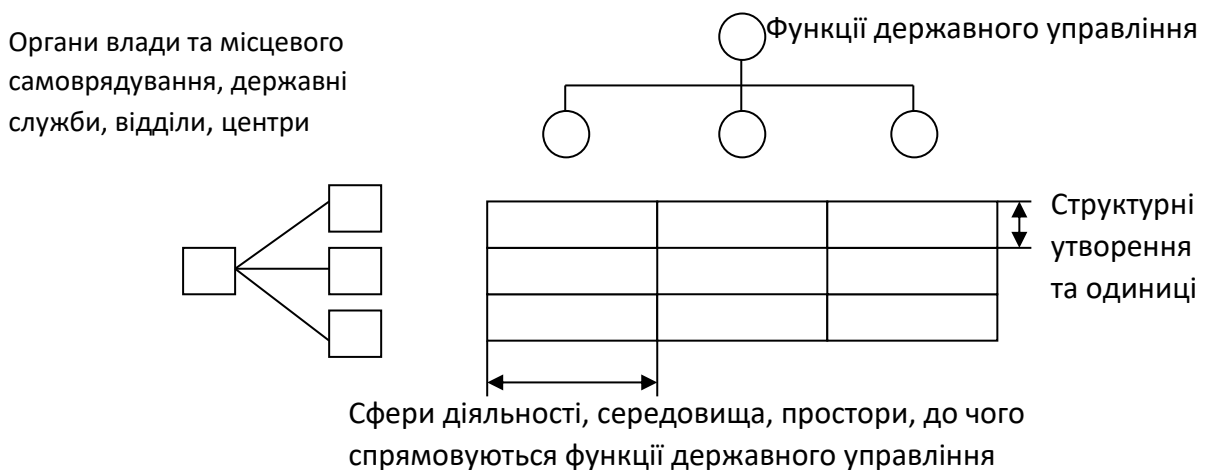 Органи влади та місцевого
самоврядування, державні
служби, відділи, центри
Функції державного управління
Структурні
утворення
та одиниці
Сфери діяльності, середовища, простори, до чого
спрямовуються функції державного управління